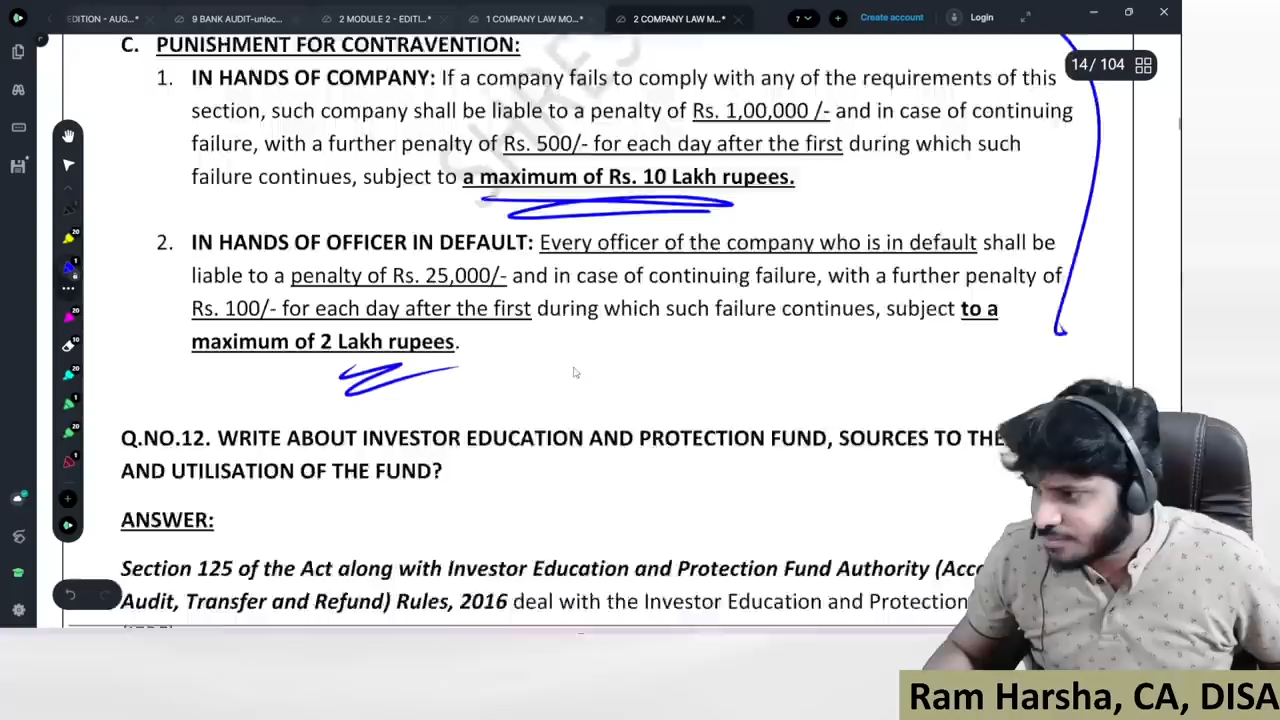 EDITION - AUG...*
9 BANK AUDIT-unloc...
2 MODULE 2 - EDITI...*
1 COMPANY LAW MO...*
2 COMPANY LAW M...*
7
Create account
Login
14/ 104
C. PUNISHMENT FOR CONTRAVENTION:
1. IN HANDS OF COMPANY: If a company fails to comply with any of the requirements of this
section, such company shall be liable to a penalty of Rs. 1,00,000 /- and in case of continuing
failure, with a further penalty of Rs. 500/- for each day after the first during which such
failure continues, subject to a maximum of Rs. 10 Lakh rupees.
2. IN HANDS OF OFFICER IN DEFAULT: Every officer of the company who is in default shall be
liable to a penalty of Rs. 25,000/- and in case of continuing failure, with a further penalty of
Rs. 100/- for each day after the first during which such failure continues, subject to a
maximum of 2 Lakh rupees.
Q.NO.12. WRITE ABOUT INVESTOR EDUCATION AND PROTECTION FUND, SOURCES TO THE
AND UTILISATION OF THE FUND?
ANSWER:
Section 125 of the Act along with Investor Education and Protection Fund Authority (Acc
Audit, Transfer and Refund) Rules, 2016 deal with the Investor Education and Protection
Ram Harsha, CA, DISA